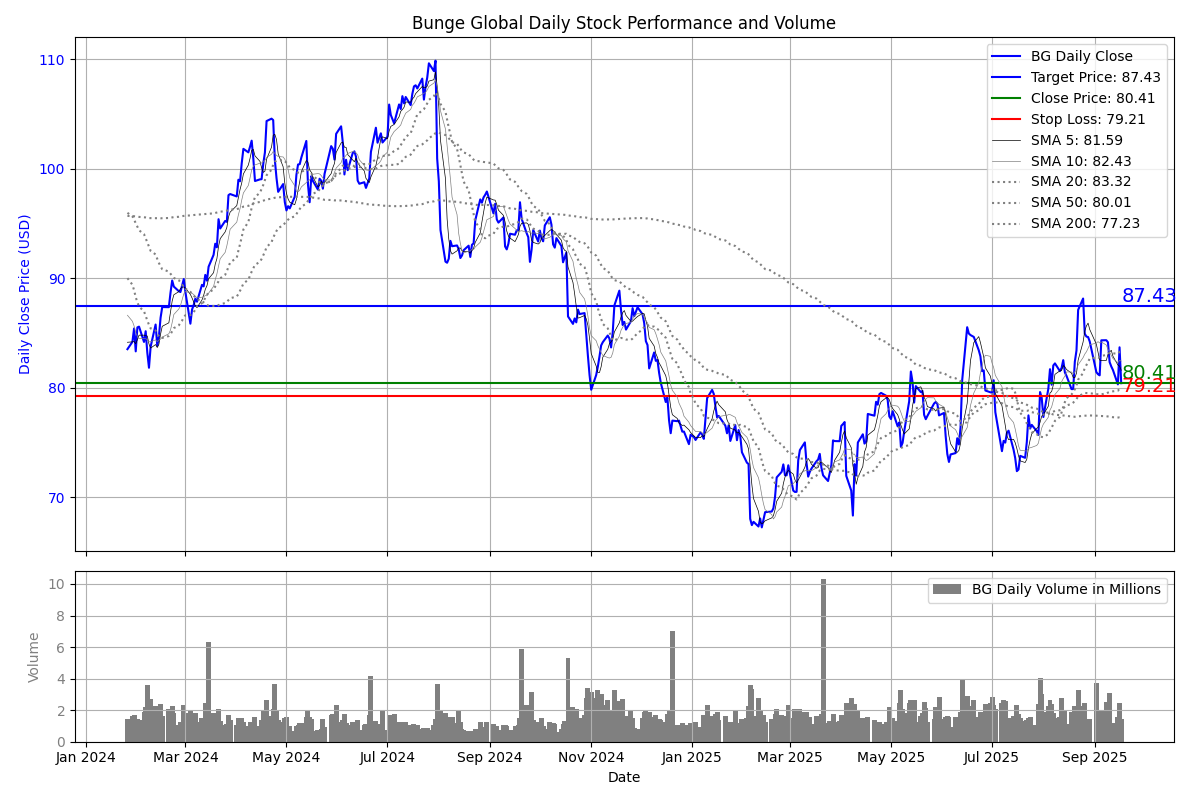 Bunge Global Daily Stock Performance and Volume
Daily Close Price (USD)
110
100
90
80
70
BG Daily Close
Target Price: 87.43
Close Price: 80.41
Stop Loss: 79.21
SMA 5: 81.59
SMA 10: 82.43
SMA 20: 83.32
SMA 50: 80.01
SMA 200: 77.23
87.43
80.41
79.21
Volume
10
8
6
4
2
0
BG Daily Volume in Millions
Jan 2024
Mar 2024
May 2024
Jul 2024
Sep 2024
Nov 2024
Jan 2025
Mar 2025
May 2025
Jul 2025
Sep 2025
Date